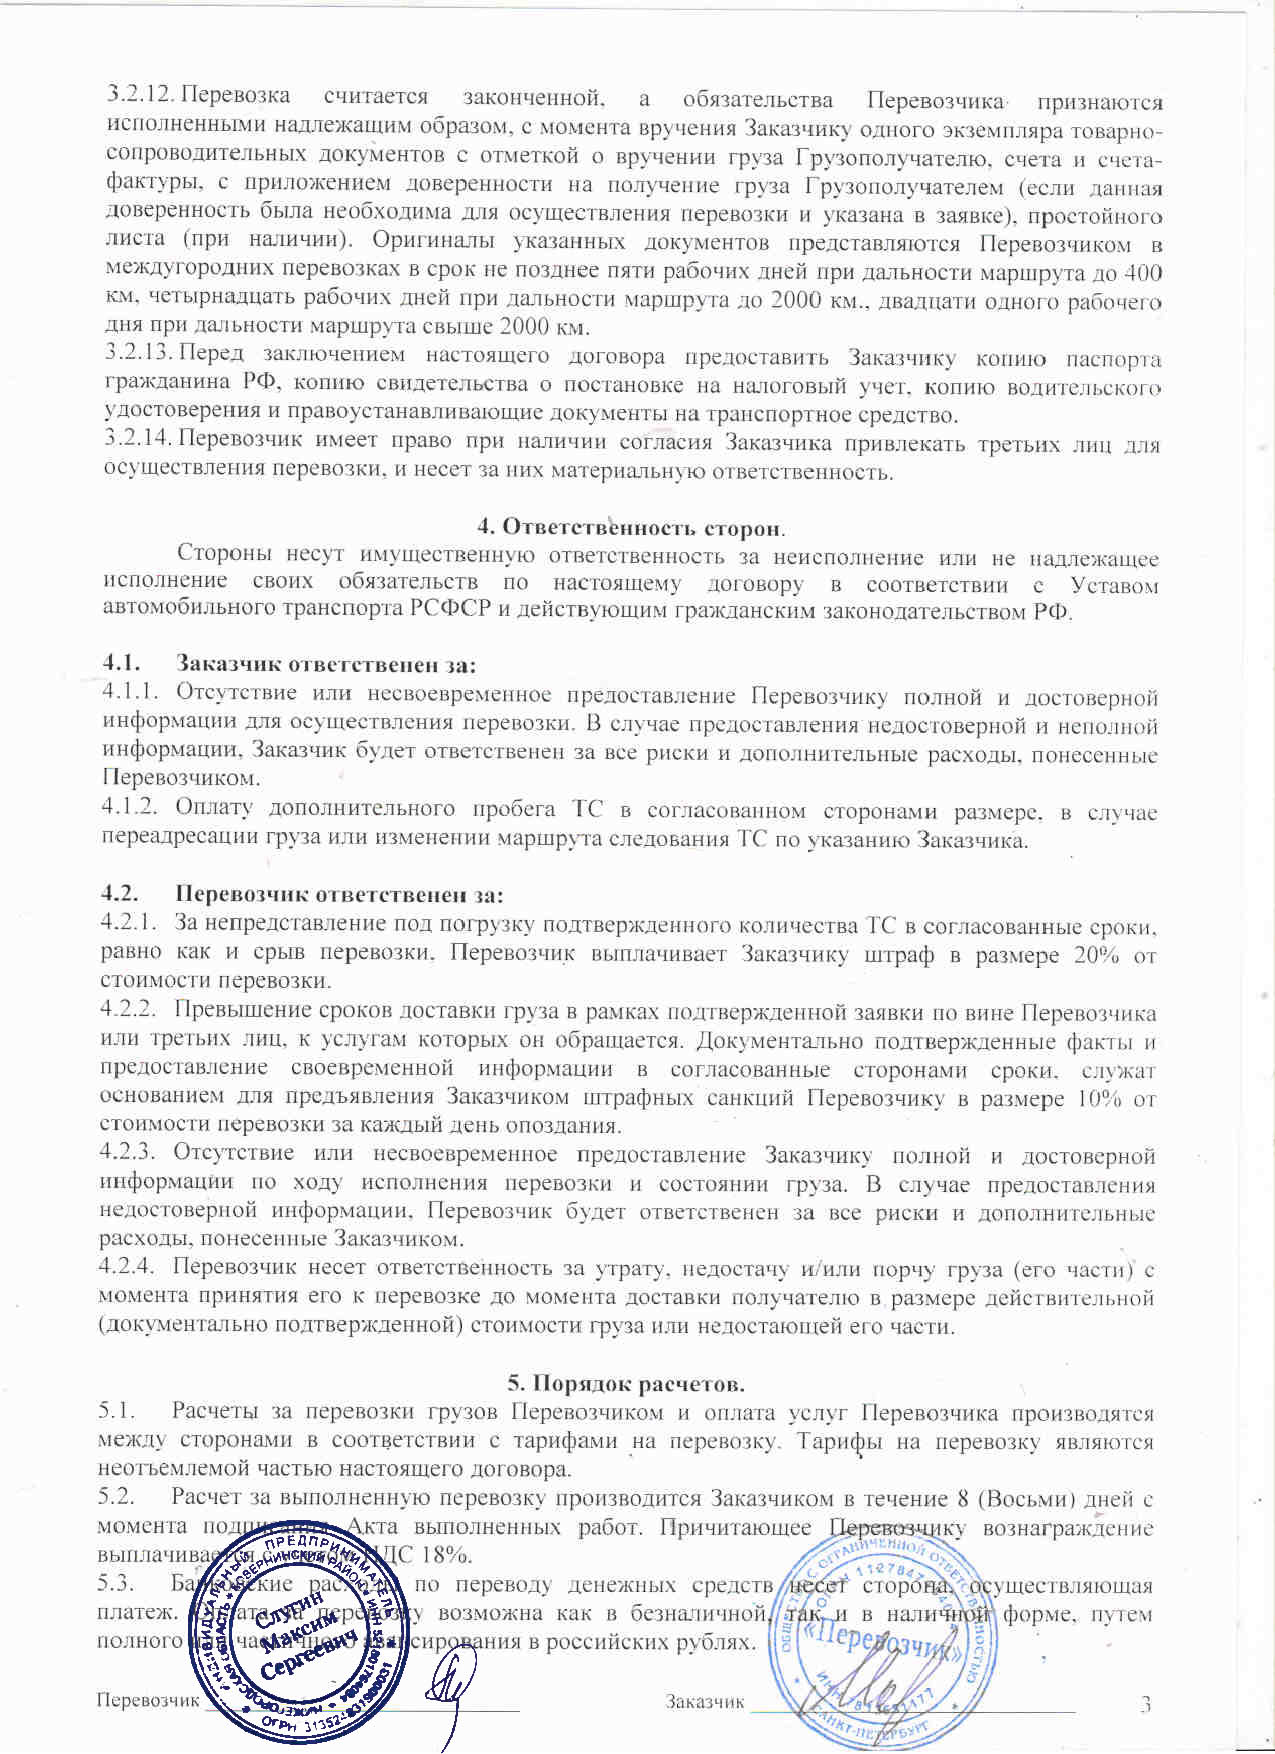 3.2.12. Перевозка считается законченной, а обязательства Перевозчика признаются
исполненными надлежащим образом, с момента вручения Заказчику одного экземпляра товарно-
сопроводительных документов с отметкой о вручении груза Грузополучателю, счета и счета-
фактуры, с приложением доверенности на получение груза Грузополучателем (если данная
доверенность была необходима для осуществления перевозки и указана в заявке), простойного
листа (при наличии). Оригиналы указанных документов представляются Перевозчиком в
междугородних перевозках в срок не позднее пяти рабочих дней при дальности маршрута до 400
км, четырнадцать рабочих дней при дальности маршрута до 2000 км., двадцати одного рабочего
дня при дальности маршрута свыше 2000 км.
3.2.13. Перед заключением настоящего договора предоставить Заказчику копию паспорта
гражданина РФ, копию свидетельства о постановке на налоговый учет, копию водительского
удостоверения и правоустанавливающие документы на транспортное средство.
3.2.14. Перевозчик имеет право при наличии согласия Заказчика привлекать третьих лиц для
осуществления перевозки, и несет за них материальную ответственность.
4. Ответственность сторон.
Стороны несут имущественную ответственность за неисполнение или не надлежащее
исполнение своих обязательств по настоящему договору в соответствии с Уставом
автомобильного транспорта РСФСР и действующим гражданским законодательством РФ.
4.1. Заказчик ответственен за:
4.1.1. Отсутствие или несвоевременное предоставление Перевозчику полной и достоверной
информации для осуществления перевозки. В случае предоставления недостоверной и неполной
информации, Заказчик будет ответственен за все риски и дополнительные расходы, понесенные
Перевозчиком.
4.1.2. Оплату дополнительного пробега ТС в согласованном сторонами размере, в случае
переадресации груза или изменении маршрута следования ТС по указанию Заказчика.
4.2. Перевозчик ответственен за:
4.2.1. За непредставление под погрузку подтвержденного количества ТС в согласованные сроки,
равно как и срыв перевозки, Перевозчик выплачивает Заказчику штраф в размере 20% от
стоимости перевозки.
4.2.2. Превышение сроков доставки груза в рамках подтвержденной заявки по вине Перевозчика
или третьих лиц, к услугам которых он обращается. Документально подтвержденные факты и
предоставление своевременной информации в согласованные сторонами сроки, служат
основанием для предъявления Заказчиком штрафных санкций Перевозчику в размере 10% от
стоимости перевозки за каждый день опоздания.
4.2.3. Отсутствие или несвоевременное предоставление Заказчику полной и достоверной
информации по ходу исполнения перевозки и состоянии груза. В случае предоставления
недостоверной информации, Перевозчик будет ответственен за все риски и дополнительные
расходы, понесенные Заказчиком.
4.2.4. Перевозчик несет ответственность за утрату, недостачу и/или порчу груза (его части) с
момента принятия его к перевозке до момента доставки получателю в размере действительной
(документально подтвержденной) стоимости груза или недостающей его части.
5. Порядок расчетов.
5.1. Расчеты за перевозки грузов Перевозчиком и оплата услуг Перевозчика производятся
между сторонами в соответствии с тарифами на перевозку. Тарифы на перевозку являются
неотъемлемой частью настоящего договора.
5.2. Расчет за выполненную перевозку производится Заказчиком в течение 8 (Восьми) дней с
момента подписания Акта выполненных работ. Причитающее Перевозчику вознаграждение
выплачивается НДС 18%.
5.3. Банковские расходы по переводу денежных средств несет сторона, осуществляющая
платеж. Оплата за перевозку возможна как в безналичной, так и в наличной форме, путем
полного частичного авансирования в российских рублях.
ИНДИВИДУАЛЬНЫЙ ПРЕДПРИНИМАТЕЛЬ
Слугин
Максим
Сергеевич
ОБЩЕСТВО С ОГРАНИЧЕННОЙ ОТВЕТСТВЕННОСТЬЮ
«Перевозчик»
САНКТ-ПЕТЕРБУРГ
Перевозчик Заказчик 3